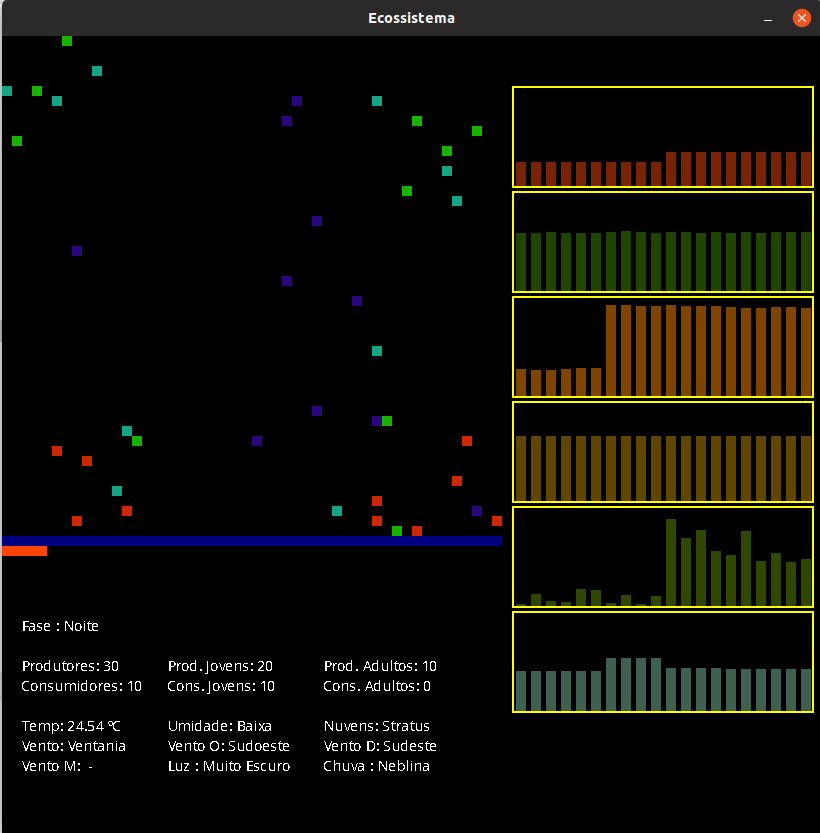 Ecossistema
Fase : Noite
Produtores: 30 Prod. Jovens: 20 Prod. Adultos: 10
Consumidores: 10 Cons. Jovens: 10 Cons. Adultos: 0
Temp: 24.54 ºC Umidade: Baixa Nuvens: Stratus
Vento: Ventania Vento O: Sudoeste Vento D: Sudeste
Vento M: - Luz : Muito Escuro Chuva : Neblina